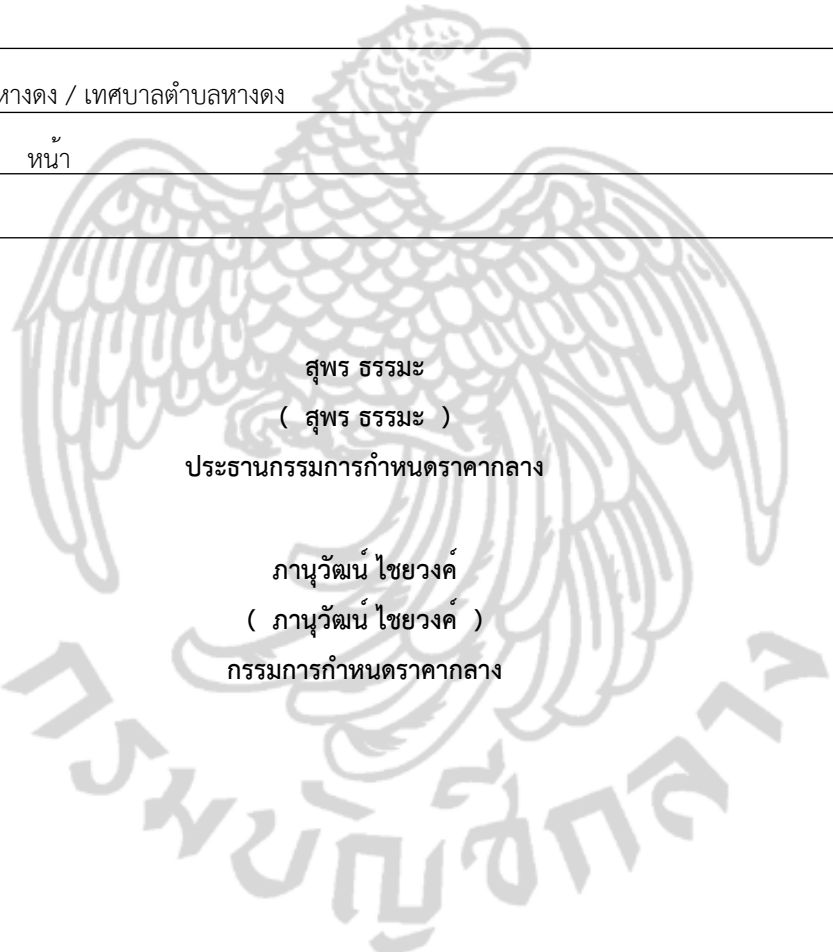 หางดง / เทศบาลตำบลหางดง
หน้า
สุพร ธรรมะ
( สุพร ธรรมะ )
ประธานกรรมการกำหนดราคากลาง
ภานุวัฒน์ ไชยวงค์
( ภานุวัฒน์ ไชยวงค์ )
กรรมการกำหนดราคากลาง
กรมบัญชีกลาง